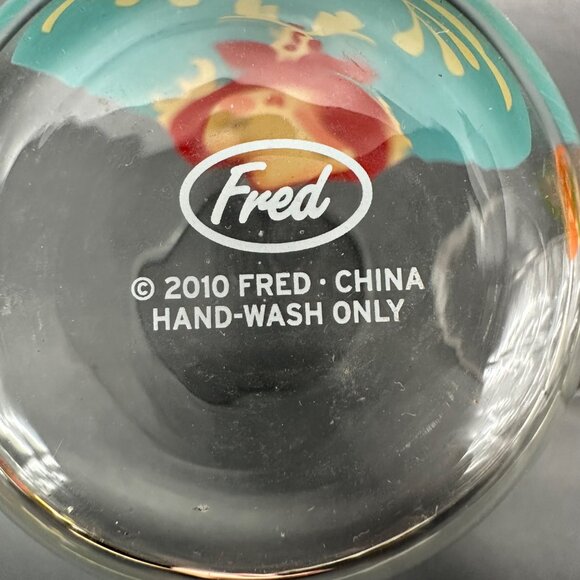 Fred
© 2010 FRED · CHINA
HAND-WASH ONLY